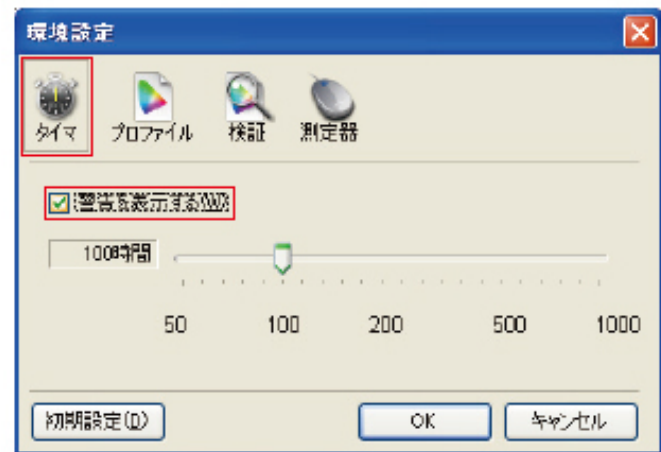 環境設定
タイマ プロファイル 検証 測定器
警告を表示する(W)
100時間
50 100 200 500 1000
初期設定(D) OK キャンセル